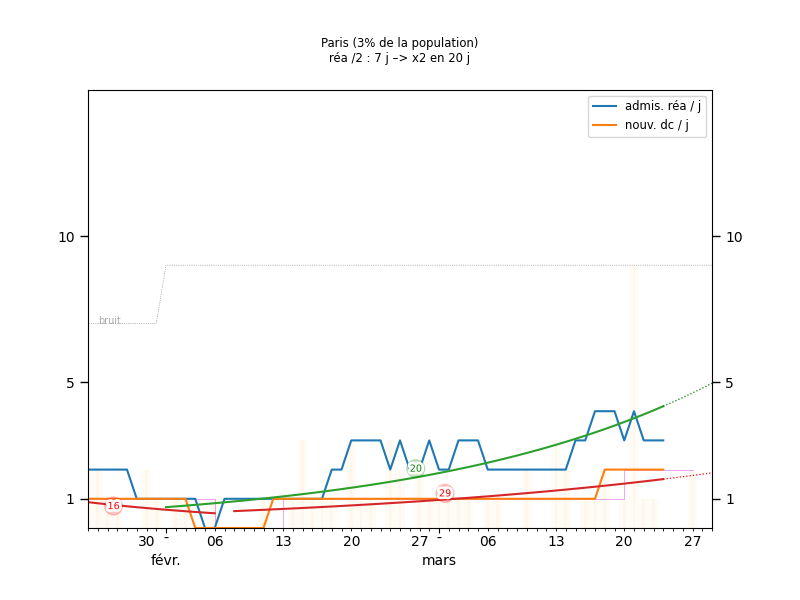 Paris (3% de la population)
réa /2 : 7 j –> x2 en 20 j
admis. réa / j
nouv. dc / j
10
10
bruit
5
5
20
29
16
1
1
30
06
13
20
27
06
13
20
27
févr.
mars